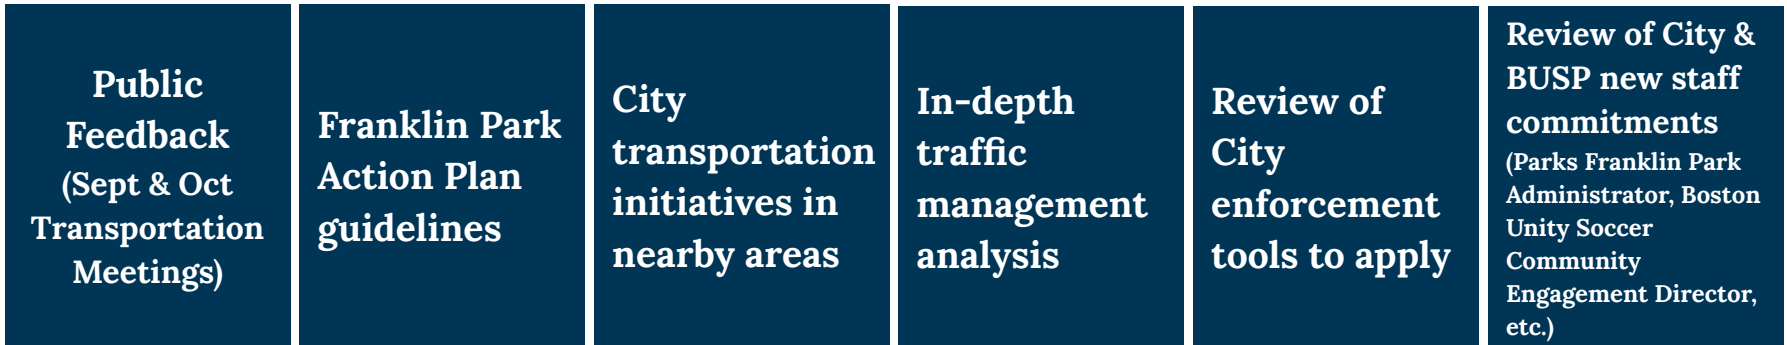 Public
Feedback
(Sept & Oct
Transportation
Meetings)
Franklin Park
Action Plan
guidelines
City
transportation
initiatives in
nearby areas
In-depth
traffic
management
analysis
Review of
City
enforcement
tools to apply
Review of City &
BUSP new staff
commitments
(Parks Franklin Park
Administrator, Boston
Unity Soccer
Community
Engagement Director,
etc.)